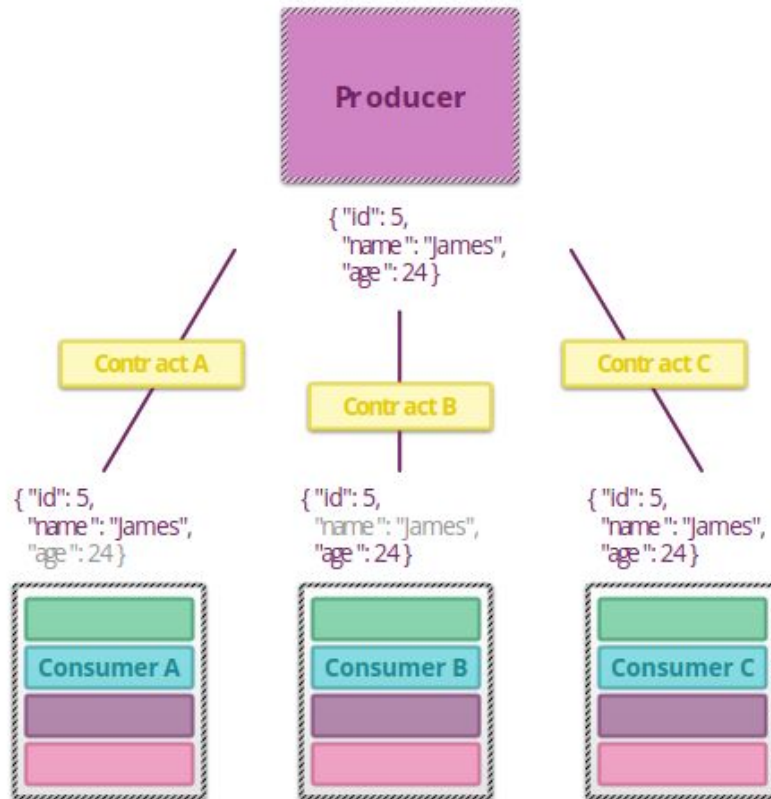 Producer
{ "id": 5,
"name": "James",
"age": 24 }
Contract A
Contract B
Contract C
{ "id": 5,
"name": "James",
"age": 24 }
{ "id": 5,
"name": "James",
"age": 24 }
{ "id": 5,
"name": "James",
"age": 24 }
Consumer A
Consumer B
Consumer C